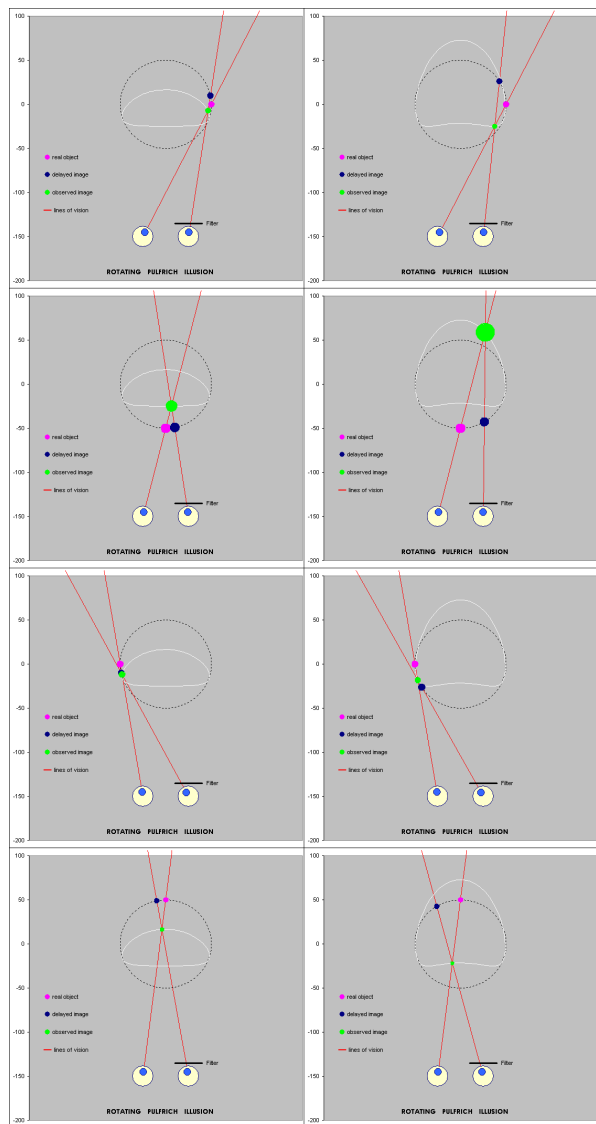 100
50
0
-50
-100
-150
-200
real object
delayed image
observed image
lines of vision
Filter
ROTATING PULFRICH ILLUSION
100
50
0
-50
-100
-150
-200
real object
delayed image
observed image
lines of vision
Filter
ROTATING PULFRICH ILLUSION
100
50
0
-50
-100
-150
-200
real object
delayed image
observed image
lines of vision
Filter
ROTATING PULFRICH ILLUSION
100
50
0
-50
-100
-150
-200
real object
delayed image
observed image
lines of vision
Filter
ROTATING PULFRICH ILLUSION
100
50
0
-50
-100
-150
-200
real object
delayed image
observed image
lines of vision
Filter
ROTATING PULFRICH ILLUSION
100
50
0
-50
-100
-150
-200
real object
delayed image
observed image
lines of vision
Filter
ROTATING PULFRICH ILLUSION
100
50
0
-50
-100
-150
-200
real object
delayed image
observed image
lines of vision
Filter
ROTATING PULFRICH ILLUSION
100
50
0
-50
-100
-150
-200
real object
delayed image
observed image
lines of vision
Filter
ROTATING PULFRICH ILLUSION